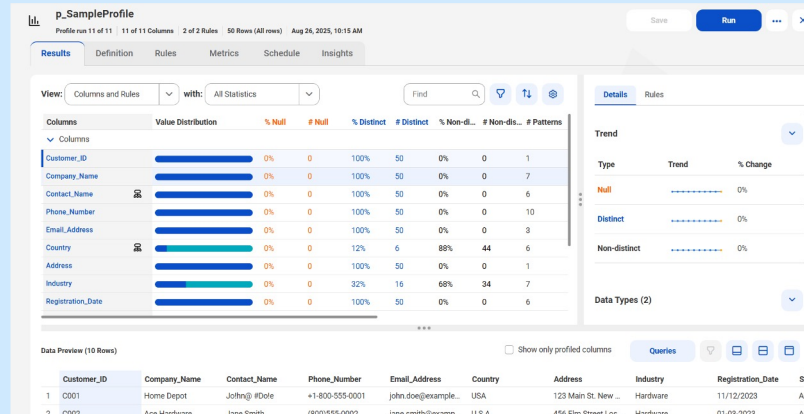 p_SampleProfile
Profile run 11 of 11 | 11 of 11 Columns | 2 of 2 Rules | 50 Rows (All rows) Aug 26, 2025, 10:15 AM
Save Run
Results Definition Rules Metrics Schedule Insights
View: Columns and Rules with: All Statistics Find
Details Rules
Columns Value Distribution % Null # Null % Distinct # Distinct % Non-di... # Non-dis... # Patterns
Columns
Customer_ID 0% 0 100% 50 0% 0 1
Company_Name 0% 0 100% 50 0% 0 7
Contact_Name 0% 0 100% 50 0% 0 6
Phone_Number 0% 0 100% 50 0% 0 10
Email_Address 0% 0 100% 50 0% 0 3
Country 0% 0 12% 6 88% 44 6
Address 0% 0 100% 50 0% 0 1
Industry 0% 0 32% 16 68% 34 7
Registration_Date 0% 0 100% 50 0% 0 6
Trend
Type Trend % Change
Null 0%
Distinct 0%
Non-distinct 0%
Data Types (2)
Data Preview (10 Rows) Show only profiled columns Queries
Customer_ID Company_Name Contact_Name Phone_Number Email_Address Country Address Industry Registration_Date S
1 C001 Home Depot Jo!hn@ #Dole +1-800-555-0001 john.doe@example... USA 123 Main St. New ... Hardware 11/12/2023 A
2 C002 Ace Hardware Jane Smith (800)555-0002 jane.smith@examp... U.S.A 456 Elm Street Los... Hardware 01-03-2023 A